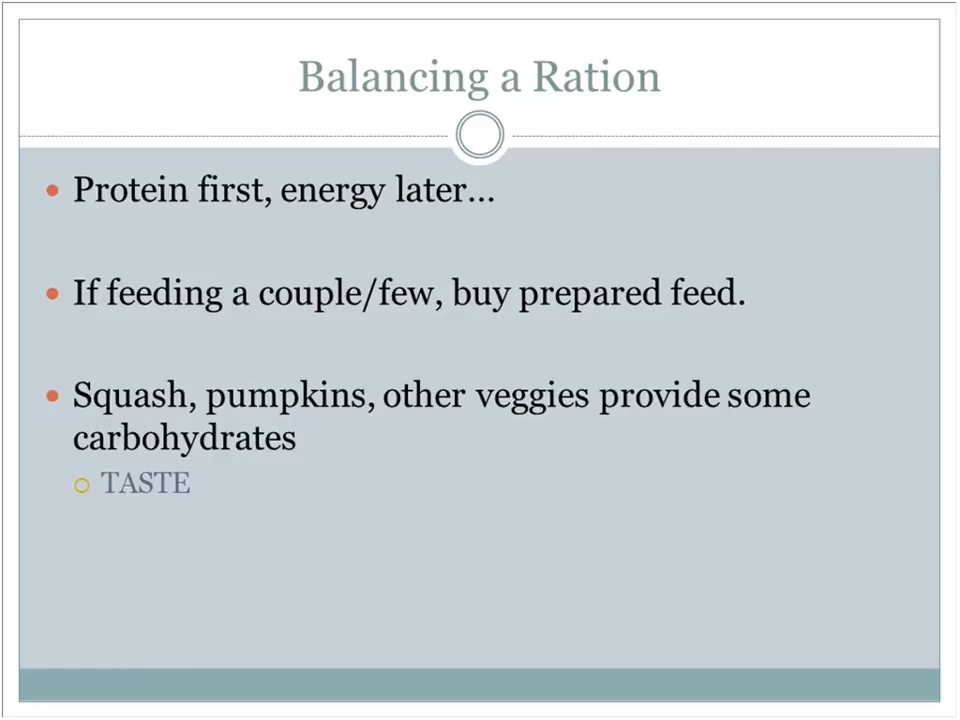 Balancing a Ration
Protein first, energy later...
If feeding a couple/few, buy prepared feed.
Squash, pumpkins, other veggies provide some
carbohydrates
TASTE